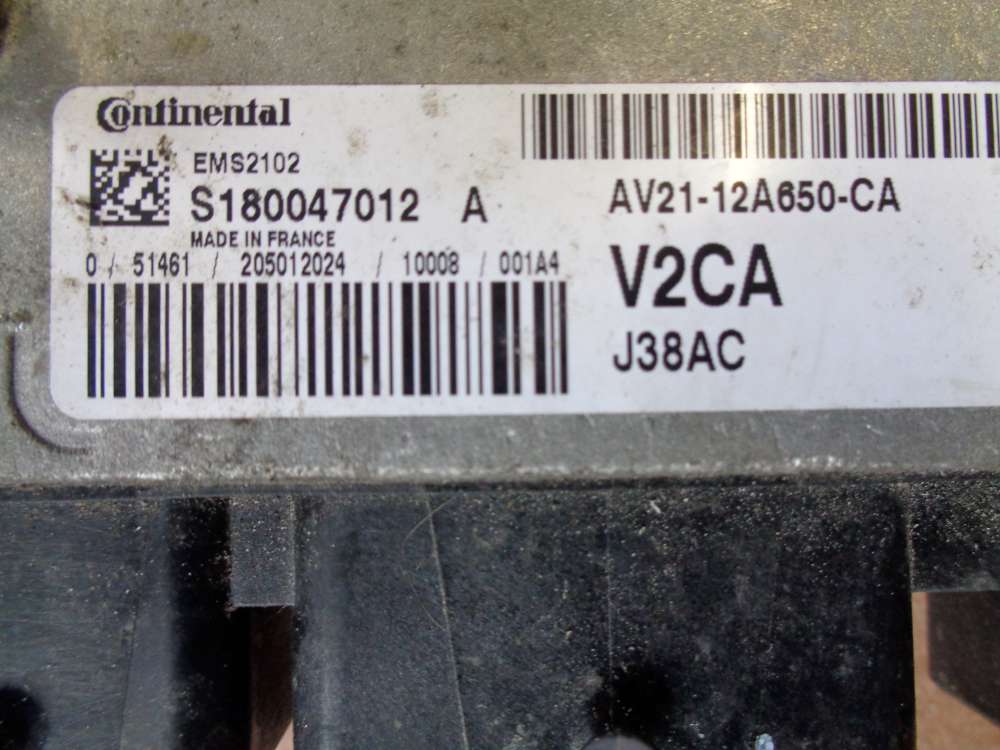 Continental
EMS2102
S180047012 A
MADE IN FRANCE
0 / 51461 / 205012024 / 10008 / 001A4
AV21-12A650-CA
V2CA
J38AC